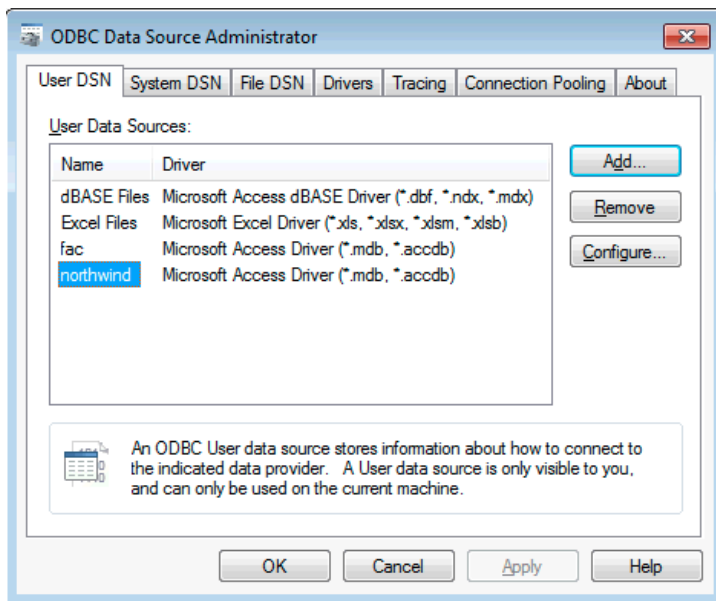 ODBC Data Source Administrator
User DSN System DSN File DSN Drivers Tracing Connection Pooling About
User Data Sources:
Name Driver
dBASE Files Microsoft Access dBASE Driver (*.dbf, *.ndx, *.mdx)
Excel Files Microsoft Excel Driver (*.xls, *.xlsx, *.xlsm, *.xlsb)
fac Microsoft Access Driver (*.mdb, *.accdb)
northwind Microsoft Access Driver (*.mdb, *.accdb)
Add...
Remove
Configure...
An ODBC User data source stores information about how to connect to
the indicated data provider. A User data source is only visible to you,
and can only be used on the current machine.
OK Cancel Apply Help